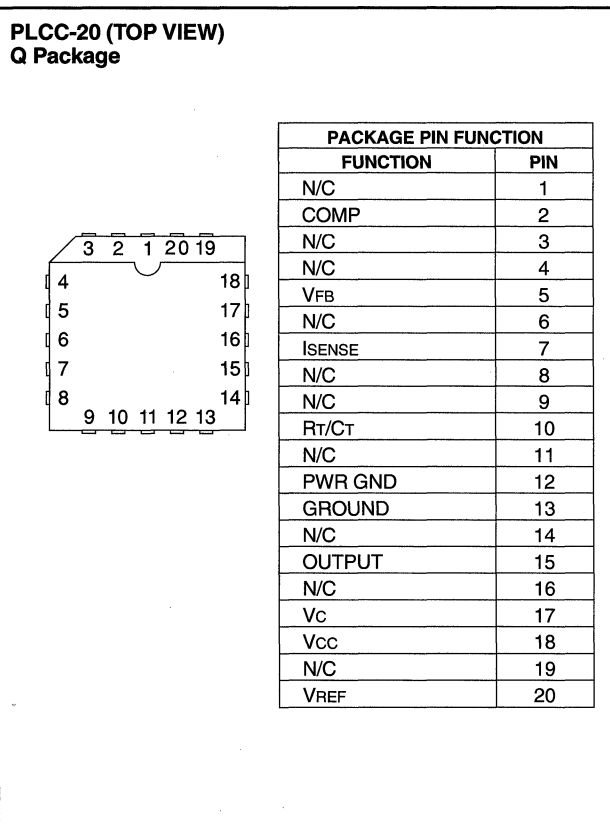 PLCC-20 (TOP VIEW)
Q Package
3 2 1 20 19
4 18
5 17
6 16
7 15
8 14
9 10 11 12 13
PACKAGE PIN FUNCTION
FUNCTION PIN
N/C 1
COMP 2
N/C 3
N/C 4
VFB 5
N/C 6
ISENSE 7
N/C 8
N/C 9
RT/CT 10
N/C 11
PWR GND 12
GROUND 13
N/C 14
OUTPUT 15
N/C 16
VC 17
VCC 18
N/C 19
VREF 20